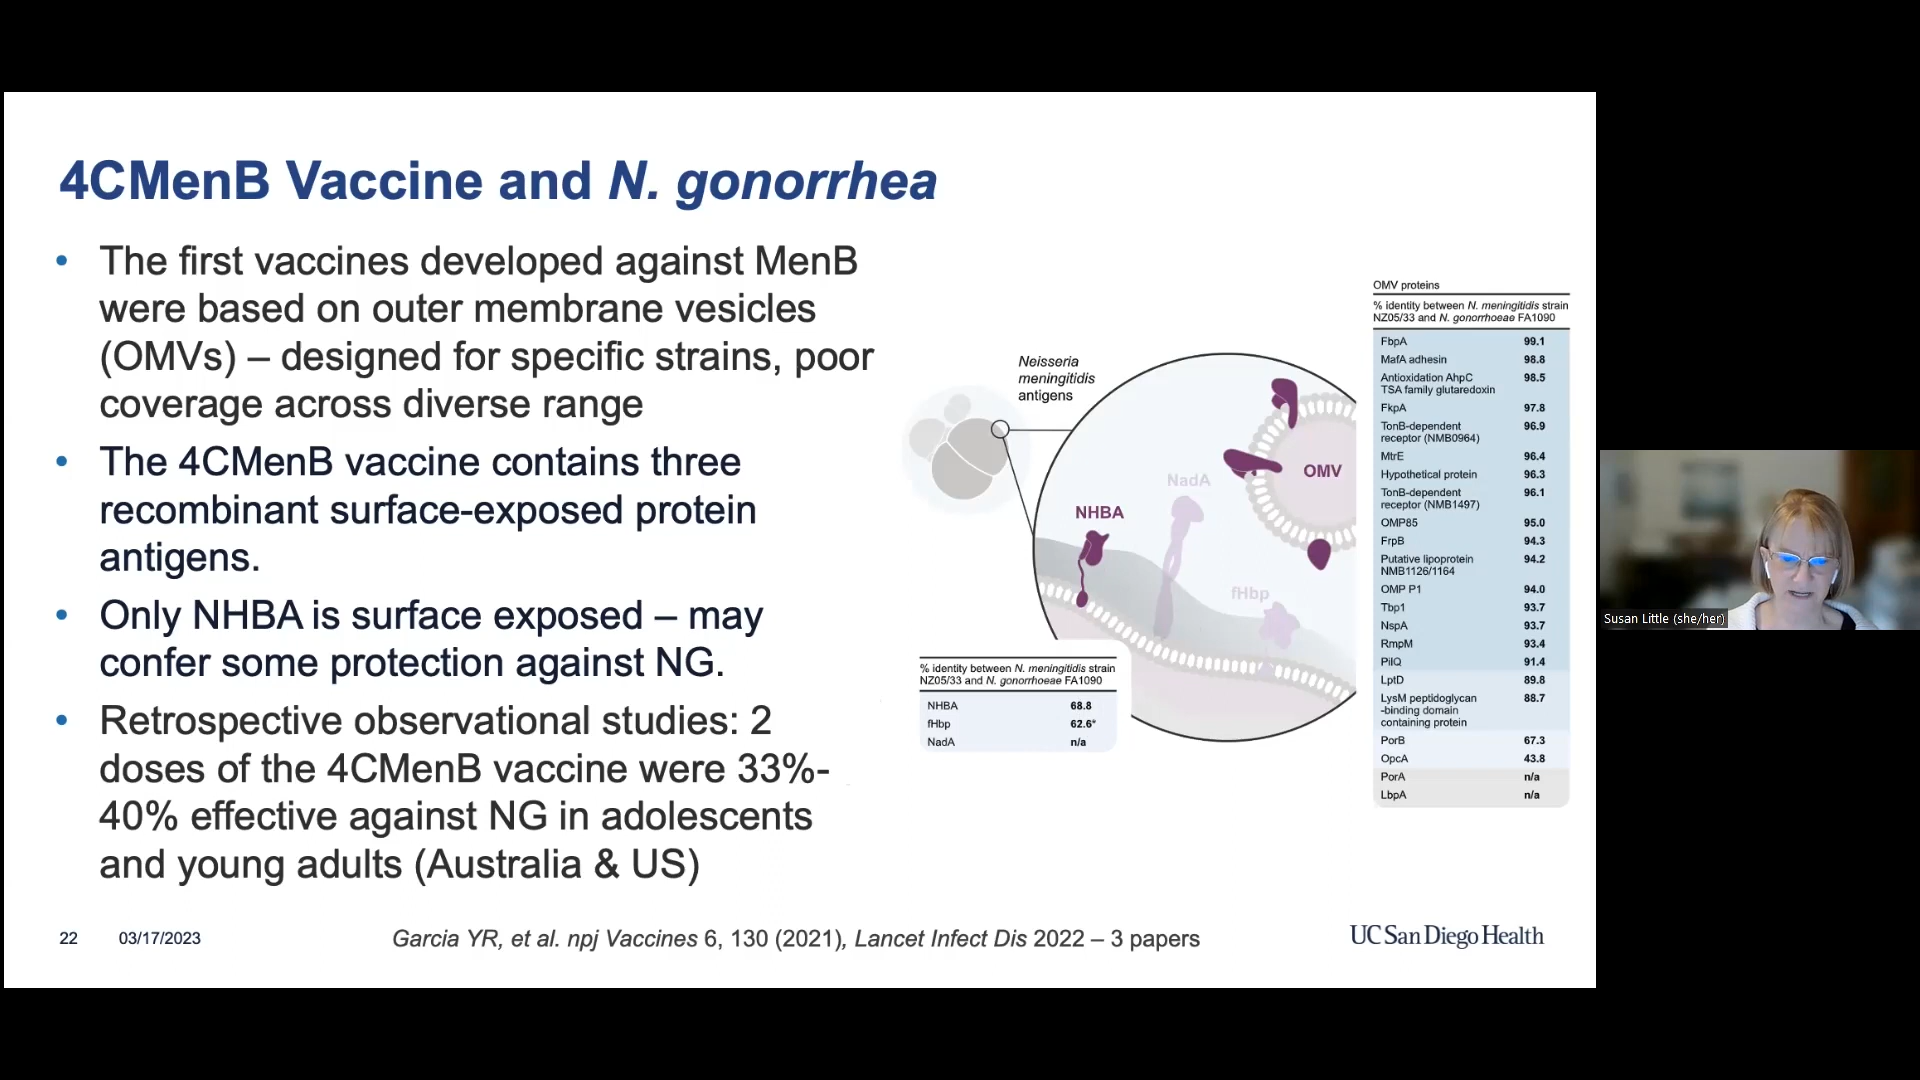 4CMenB Vaccine and N. gonorrhea
• The first vaccines developed against MenB
were based on outer membrane vesicles
(OMVs) – designed for specific strains, poor
coverage across diverse range
• The 4CMenB vaccine contains three
recombinant surface-exposed protein
antigens.
• Only NHBA is surface exposed – may
confer some protection against NG.
• Retrospective observational studies: 2
doses of the 4CMenB vaccine were 33%-
40% effective against NG in adolescents
and young adults (Australia & US)
Neisseria
meningitidis
antigens
NHBA
NadA
fHbp
OMV
% identity between N. meningitidis strain
NZ05/33 and N. gonorrhoeae FA1090
NHBA 68.8
fHbp 62.6*
NadA n/a
OMV proteins
% identity between N. meningitidis strain
NZ05/33 and N. gonorrhoeae FA1090
FbpA 99.1
MafA adhesin 98.8
Antioxidation AhpC 98.5
TSA family glutaredoxin
FkpA 97.8
TonB-dependent 96.9
receptor (NMB0964)
MtrE 96.4
Hypothetical protein 96.3
TonB-dependent 96.1
receptor (NMB1497)
OMP85 95.0
FrpB 94.3
Putative lipoprotein 94.2
NMB1126/1164
OMP P1 94.0
Tbp1 93.7
NspA 93.7
RmpM 93.4
PilQ 91.4
LptD 89.8
LysM peptidoglycan 88.7
-binding domain
containing protein
PorB 67.3
OpcA 43.8
PorA n/a
LbpA n/a
22 03/17/2023 Garcia YR, et al. npj Vaccines 6, 130 (2021), Lancet Infect Dis 2022 – 3 papers UC San Diego Health
Susan Little (she/her)